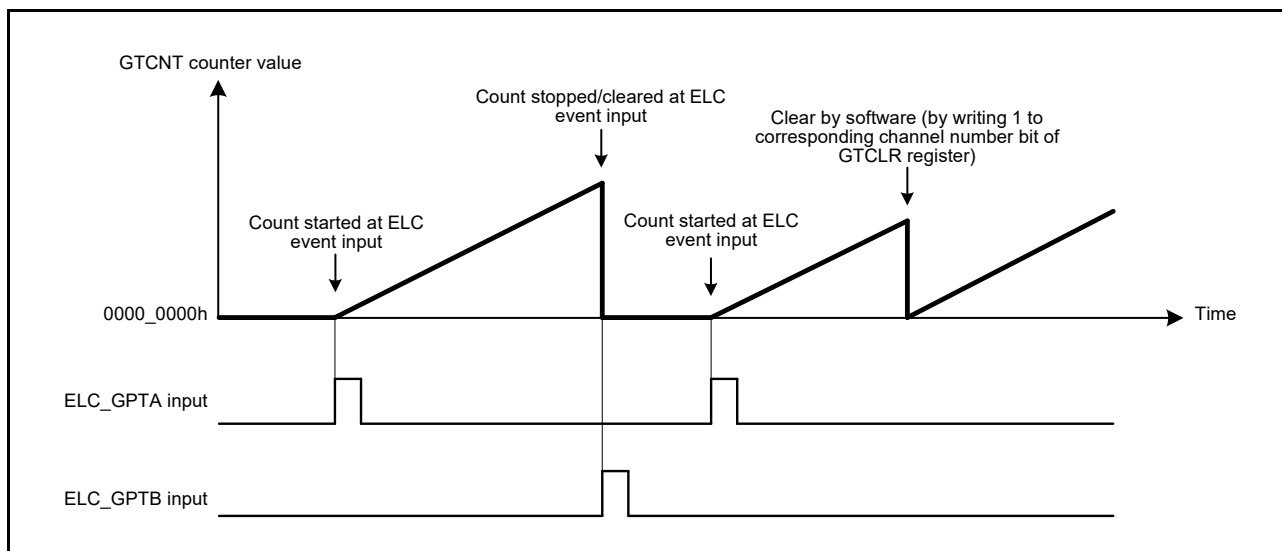 GTCNT counter value
Count stopped/cleared at ELC
event input
Clear by software (by writing 1 to
corresponding channel number bit of
GTCLR register)
Count started at ELC
event input
Count started at ELC
event input
0000_0000h
Time
ELC_GPTA input
ELC_GPTB input